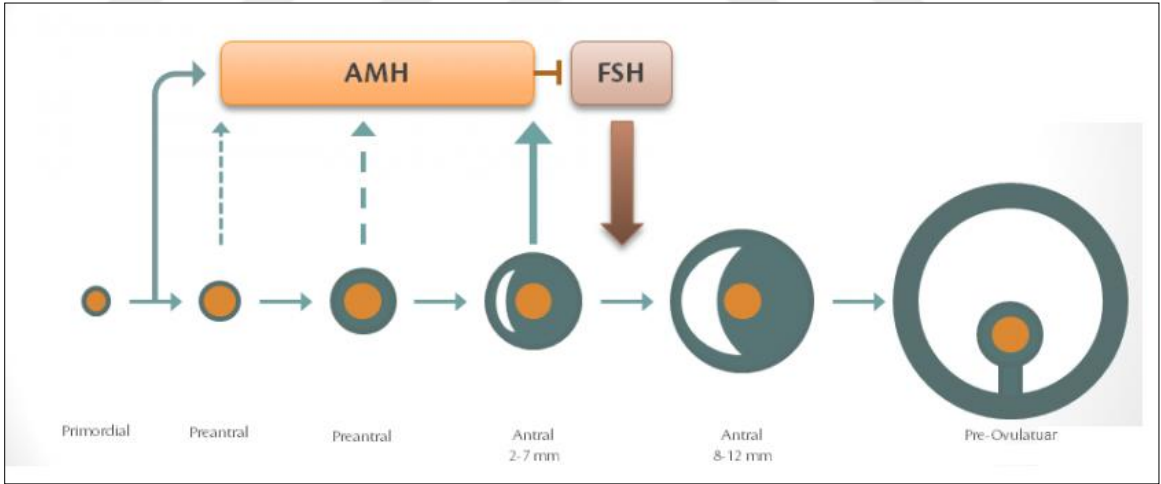 AMH
FSH
Primordial
Preantral
Preantral
Antral
2-7 mm
Antral
8-12 mm
Pre-Ovulatuar